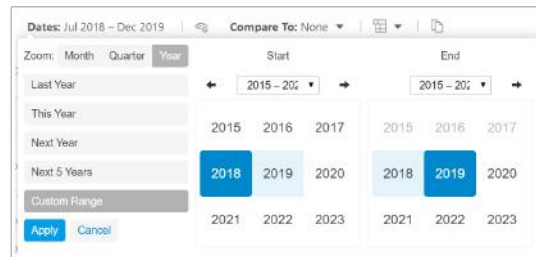 Dates: Jul 2018 – Dec 2019 Compare To: None
Zoom: Month Quarter Year
Start End
Last Year
2015 – 202 2015 – 202
This Year
2015 2016 2017 2015 2016 2017
Next Year
Next 5 Years
2018 2019 2020 2018 2019 2020
Custom Range
2021 2022 2023 2021 2022 2023
Apply Cancel